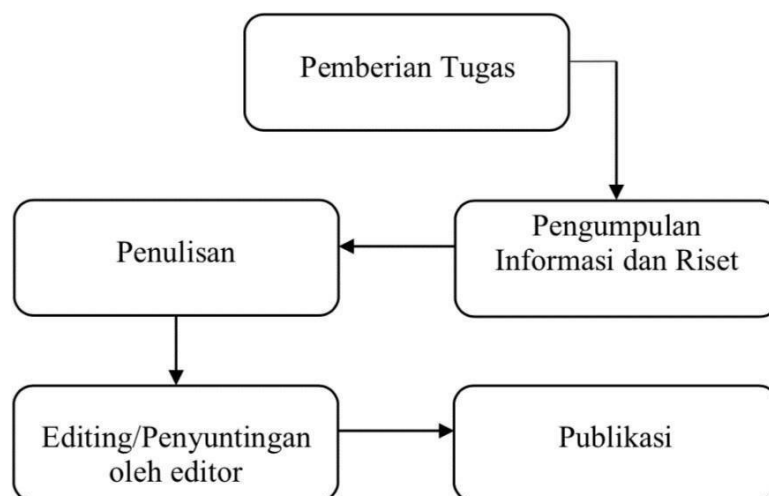 Pemberian Tugas
Pengumpulan
Informasi dan Riset
Penulisan
Editing/Penyuntingan
oleh editor
Publikasi